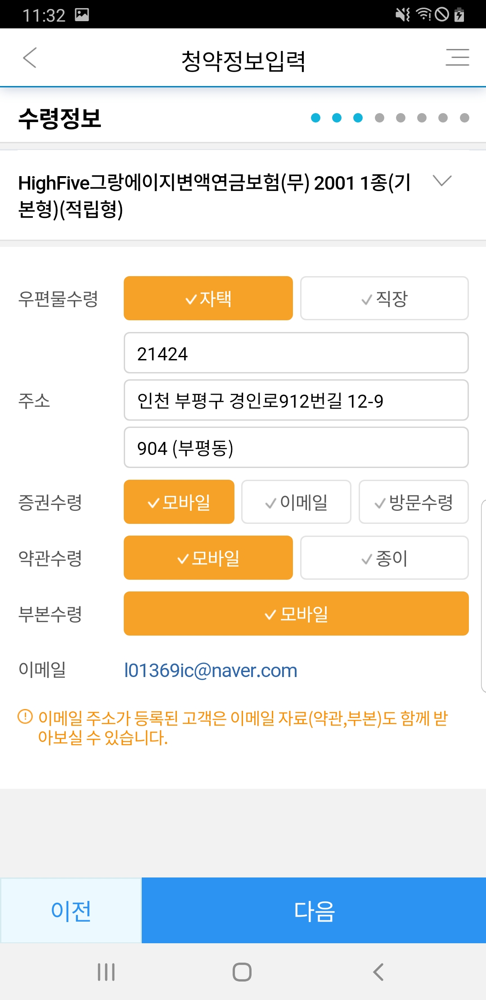 11:32
청약정보입력
수령정보
HighFive그랑에이지변액연금보험(무) 2001 1종(기
본형)(적립형)
우편물수령 자택 직장
21424
주소 인천 부평구 경인로912번길 12-9
904 (부평동)
증권수령 모바일 이메일 방문수령
약관수령 모바일 종이
부본수령 모바일
이메일 l01369ic@naver.com
이메일 주소가 등록된 고객은 이메일 자료(약관,부본)도 함께 받
아보실 수 있습니다.
이전 다음